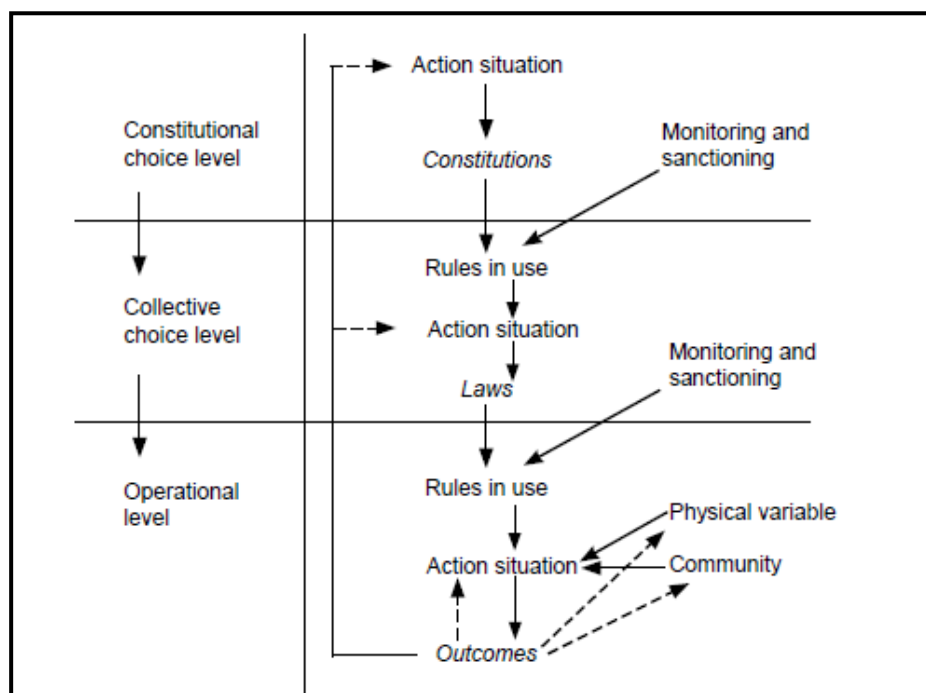 Action situation
Constitutional
choice level
Monitoring and
sanctioning
Constitutions
Rules in use
Collective
choice level
Action situation
Monitoring and
sanctioning
Laws
Operational
level
Rules in use
Physical variable
Action situation
Community
Outcomes